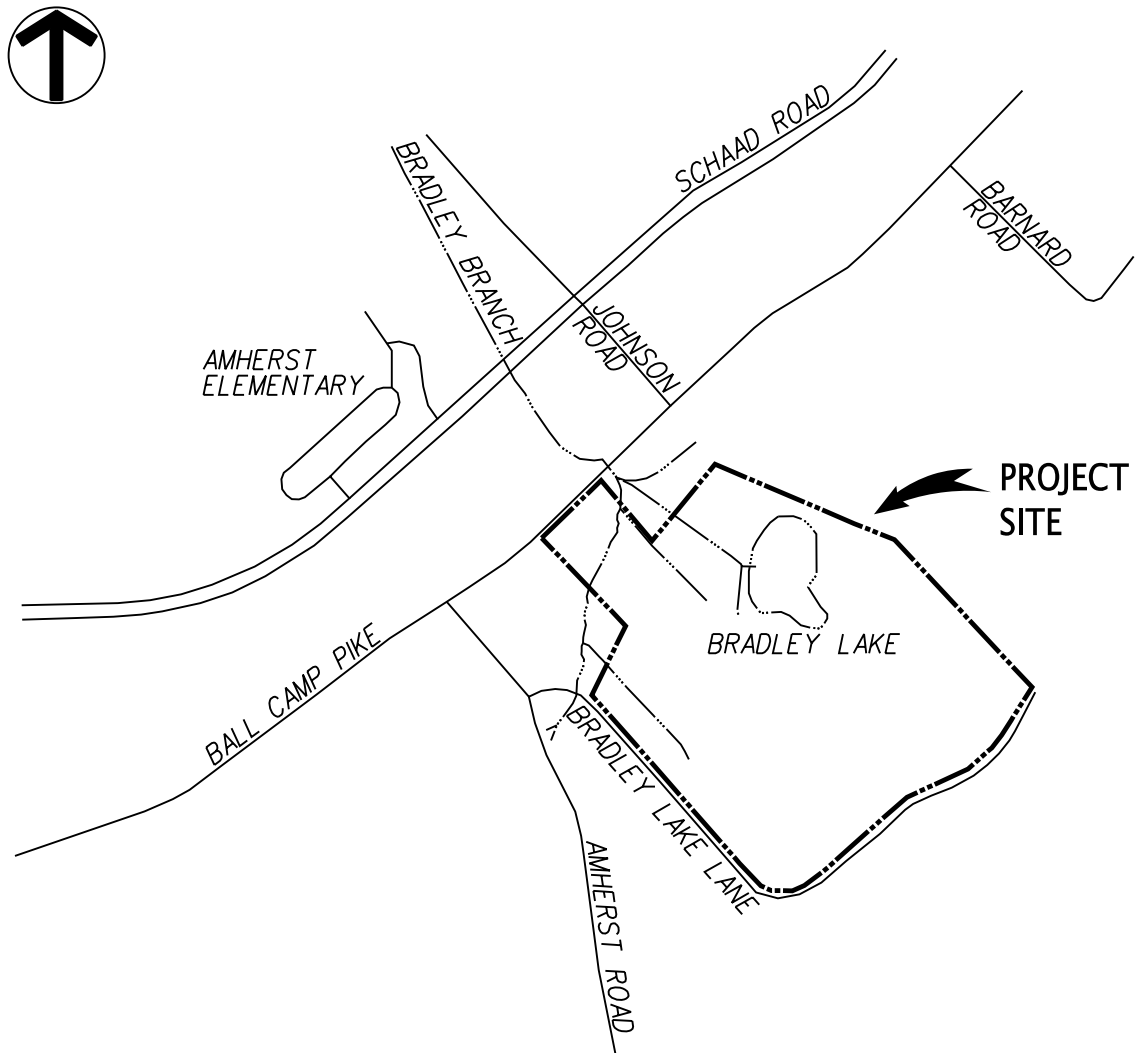 SCHAAD ROAD
BRADLEY BRANCH
BARNARD
ROAD
JOHNSON
ROAD
AMHERST
ELEMENTARY
PROJECT
SITE
BRADLEY LAKE
BALL CAMP PIKE
BRADLEY LAKE LANE
AMHERST ROAD